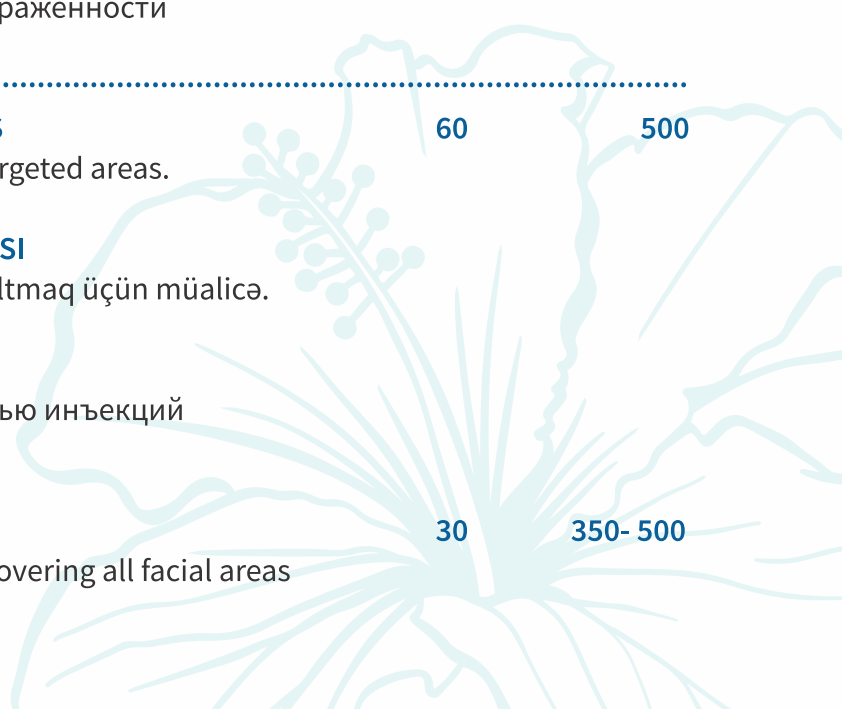 раженности
60 500
rgeted areas.
SI
ltmaq üçün müalicə.
ью инъекций
30 350- 500
overing all facial areas